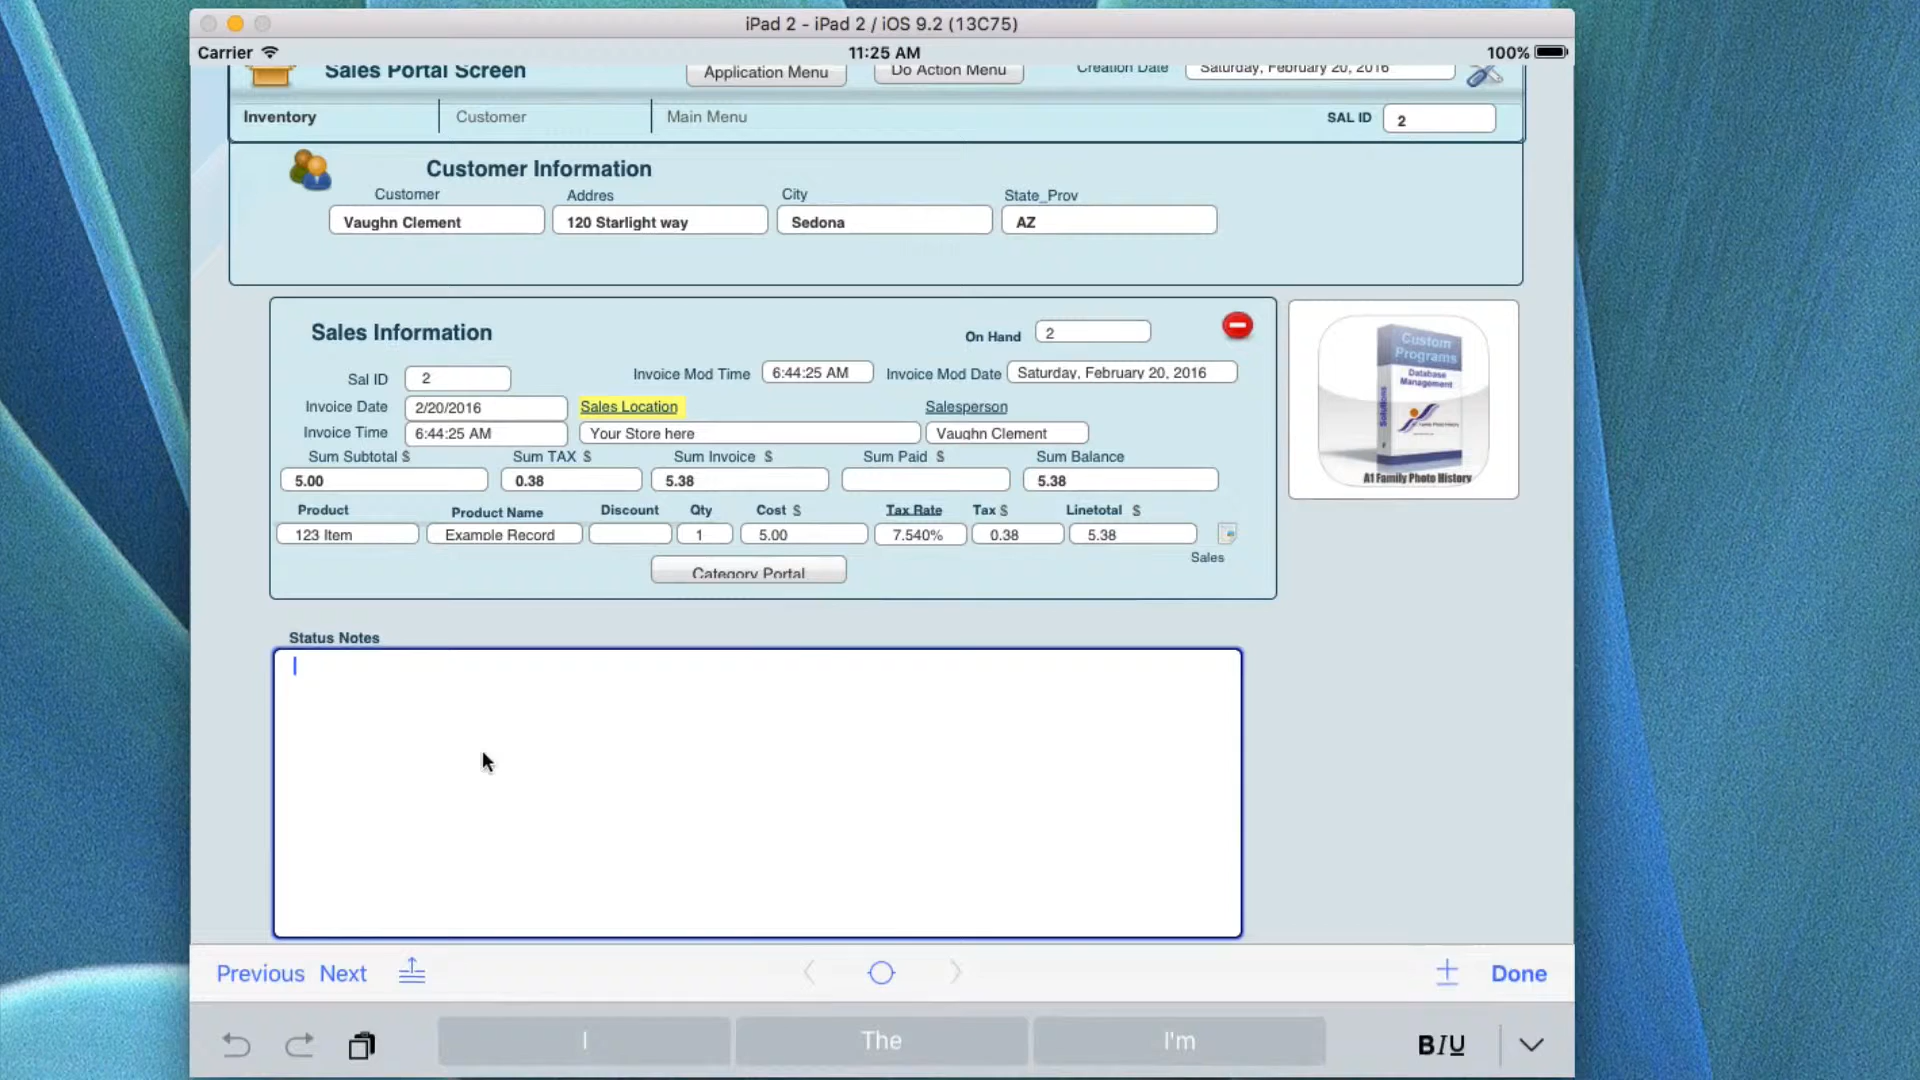 iPad 2 - iPad 2 / iOS 9.2 (13C75)
Carrier 11:25 AM 100%
Sales Portal Screen Application Menu Do Action Menu Creation Date Saturday, February 20, 2016
Inventory Customer Main Menu SAL ID 2
Customer Information
Customer Addres City State_Prov
Vaughn Clement 120 Starlight way Sedona AZ
Sales Information On Hand 2
Sal ID 2 Invoice Mod Time 6:44:25 AM Invoice Mod Date Saturday, February 20, 2016
Invoice Date 2/20/2016 Sales Location Salesperson
Invoice Time 6:44:25 AM Your Store here Vaughn Clement
Sum Subtotal $ Sum TAX $ Sum Invoice $ Sum Paid $ Sum Balance
5.00 0.38 5.38 5.38
Product Product Name Discount Qty Cost $ Tax Rate Tax $ Linetotal $
123 Item Example Record 1 5.00 7.540% 0.38 5.38
Sales
Category Portal
Custom
Programs
Database
Management
Solutions
A1 Family Photo History
Status Notes
Previous Next Done
I The I'm BIU